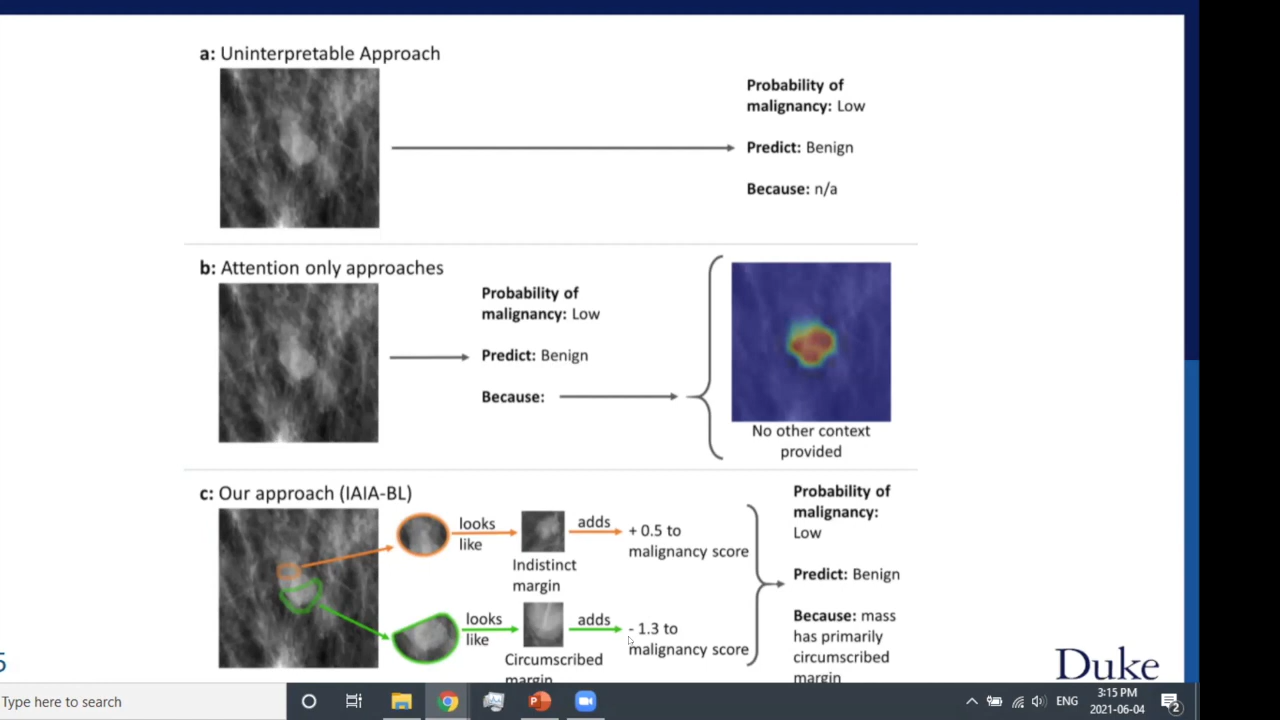 a: Uninterpretable Approach
Probability of
malignancy: Low
Predict: Benign
Because: n/a
b: Attention only approaches
Probability of
malignancy: Low
Predict: Benign
Because:
No other context
provided
c: Our approach (IAIA-BL)
looks
like
Indistinct
margin
adds
+ 0.5 to
malignancy score
looks
like
Circumscribed
margin
adds
- 1.3 to
malignancy score
Probability of
malignancy:
Low
Predict: Benign
Because: mass
has primarily
circumscribed
margin
5
Duke
Type here to search
ENG
3:15 PM
2021-06-04
2